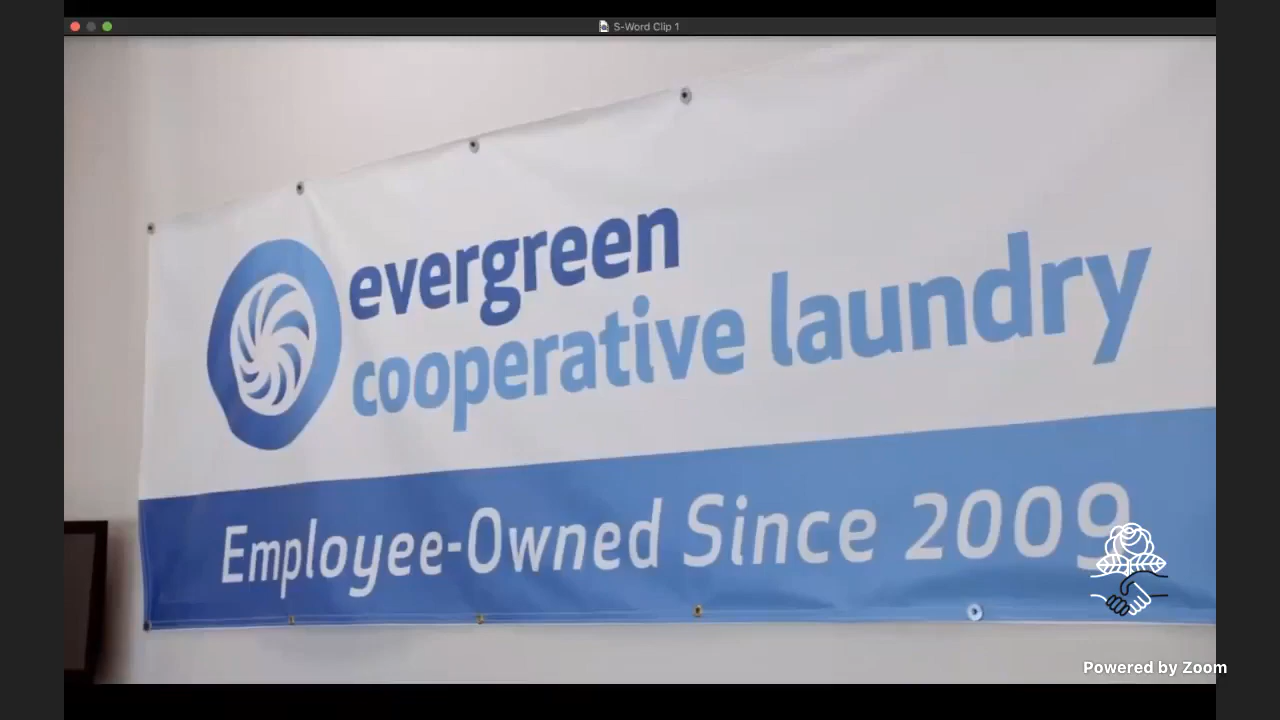 S-Word Clip 1
evergreen
cooperative laundry
Employee-Owned Since 2009
Powered by Zoom